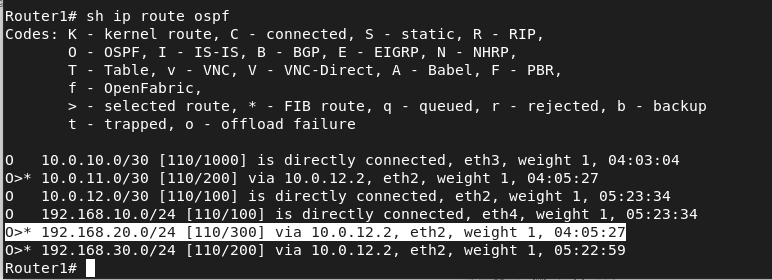 Router1# sh ip route ospf
Codes: K - kernel route, C - connected, S - static, R - RIP,
       O - OSPF, I - IS-IS, B - BGP, E - EIGRP, N - NHRP,
       T - Table, v - VNC, V - VNC-Direct, A - Babel, F - PBR,
       f - OpenFabric,
       > - selected route, * - FIB route, q - queued, r - rejected, b - backup
       t - trapped, o - offload failure

O   10.0.10.0/30 [110/1000] is directly connected, eth3, weight 1, 04:03:04
O>* 10.0.11.0/30 [110/200] via 10.0.12.2, eth2, weight 1, 04:05:27
O   10.0.12.0/30 [110/100] is directly connected, eth2, weight 1, 05:23:34
O   192.168.10.0/24 [110/100] is directly connected, eth4, weight 1, 05:23:34
O>* 192.168.20.0/24 [110/300] via 10.0.12.2, eth2, weight 1, 04:05:27
O>* 192.168.30.0/24 [110/200] via 10.0.12.2, eth2, weight 1, 05:22:59
Router1#